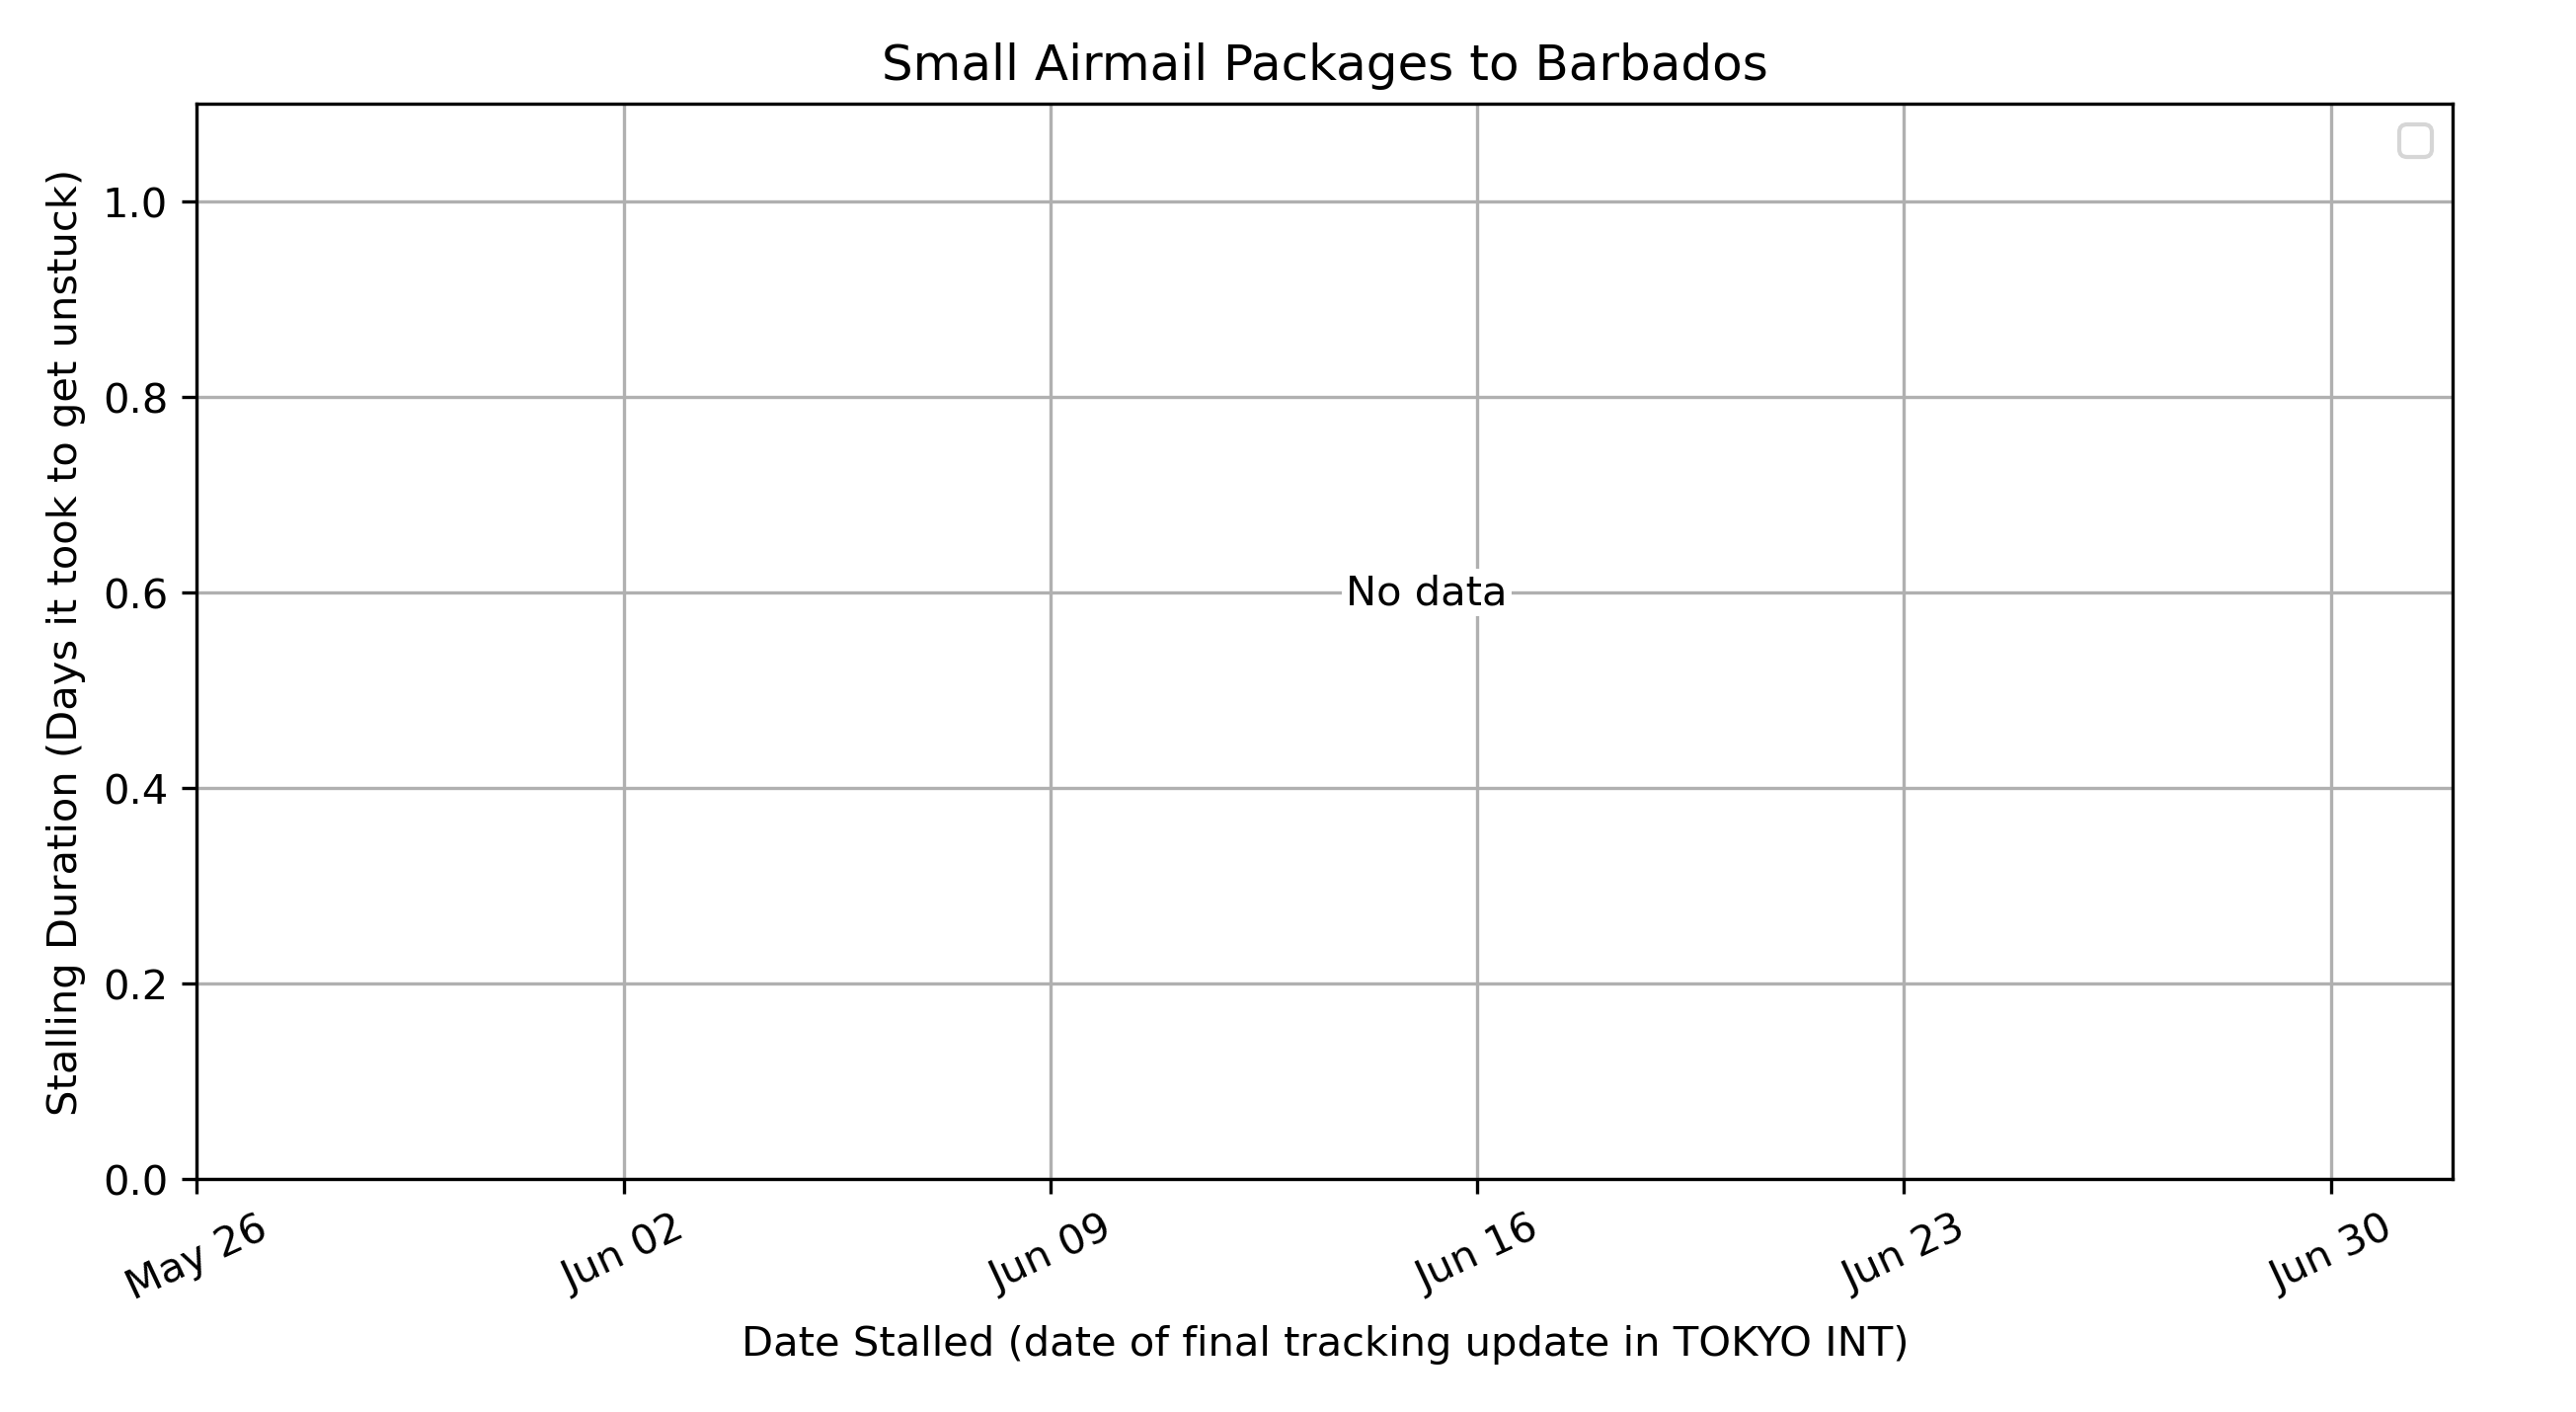 Small Airmail Packages to Barbados
Stalling Duration (Days it took to get unstuck)
1.0
0.8
0.6
0.4
0.2
0.0
No data
May 26
Jun 02
Jun 09
Jun 16
Jun 23
Jun 30
Date Stalled (date of final tracking update in TOKYO INT)